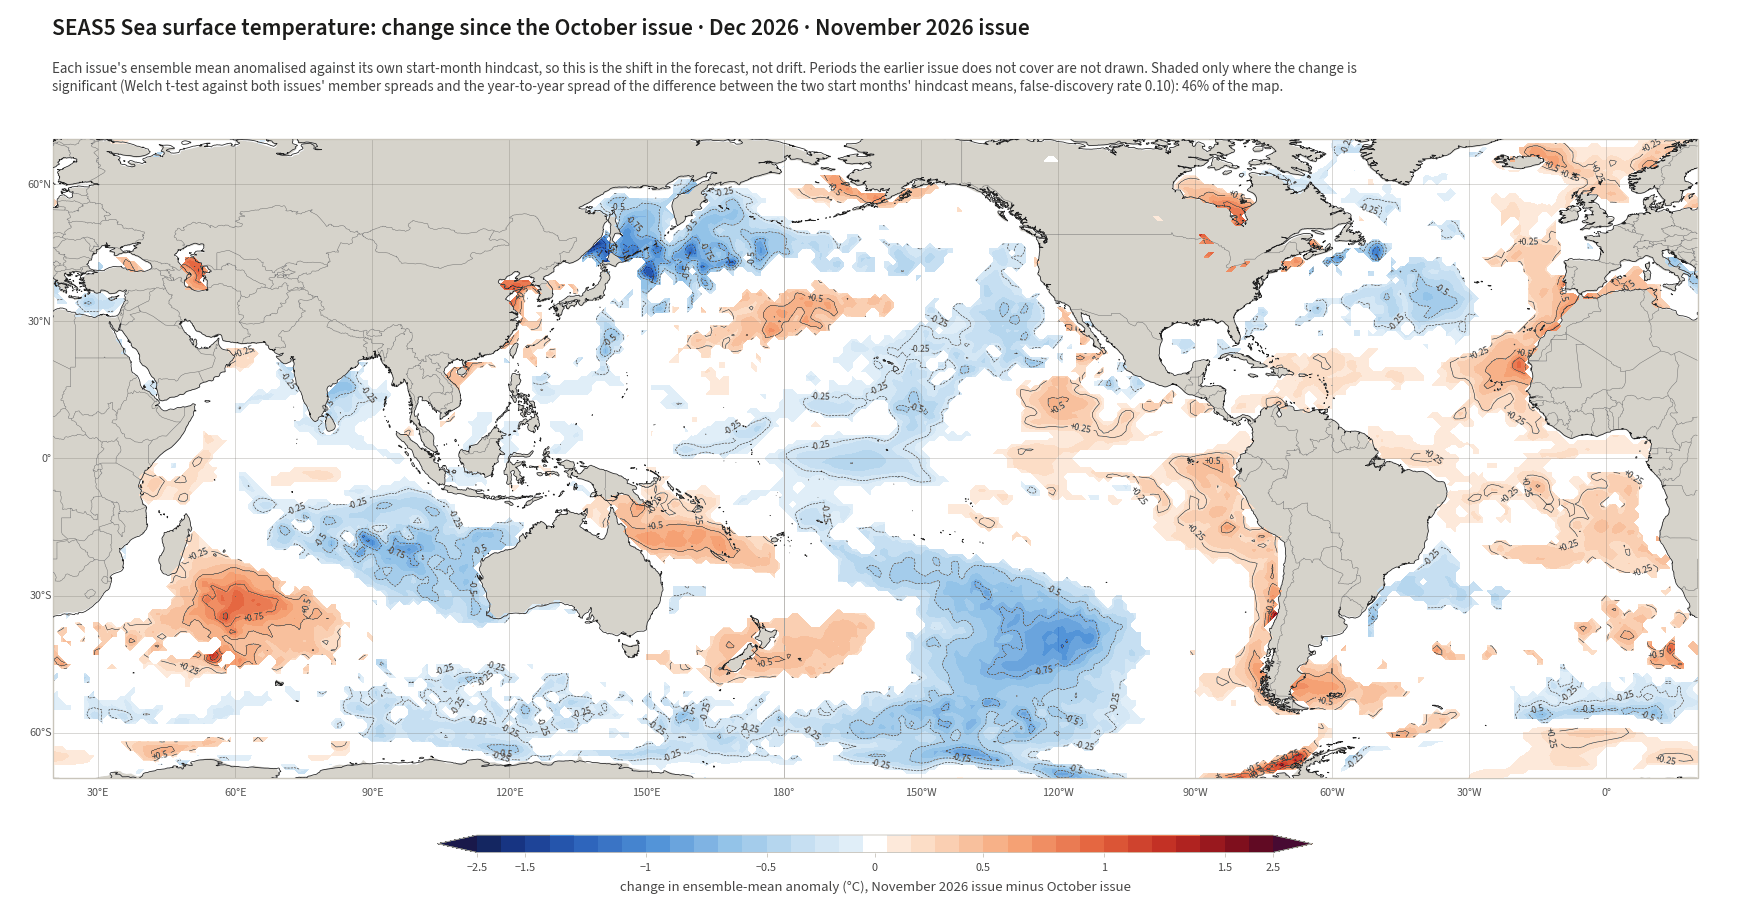 SEAS5 Sea surface temperature: change since the October issue · Dec 2026 · November 2026 issue
Each issue's ensemble mean anomalised against its own start-month hindcast, so this is the shift in the forecast, not drift. Periods the earlier issue does not cover are not drawn. Shaded only where the change is
significant (Welch t-test against both issues' member spreads and the year-to-year spread of the difference between the two start months' hindcast means, false-discovery rate 0.10): 46% of the map.
60°N
30°N
0°
30°S
60°S
30°E 60°E 90°E 120°E 150°E 180° 150°W 120°W 90°W 60°W 30°W 0°
−2.5 −1.5 −1 −0.5 0 0.5 1 1.5 2.5
change in ensemble-mean anomaly (°C), November 2026 issue minus October issue